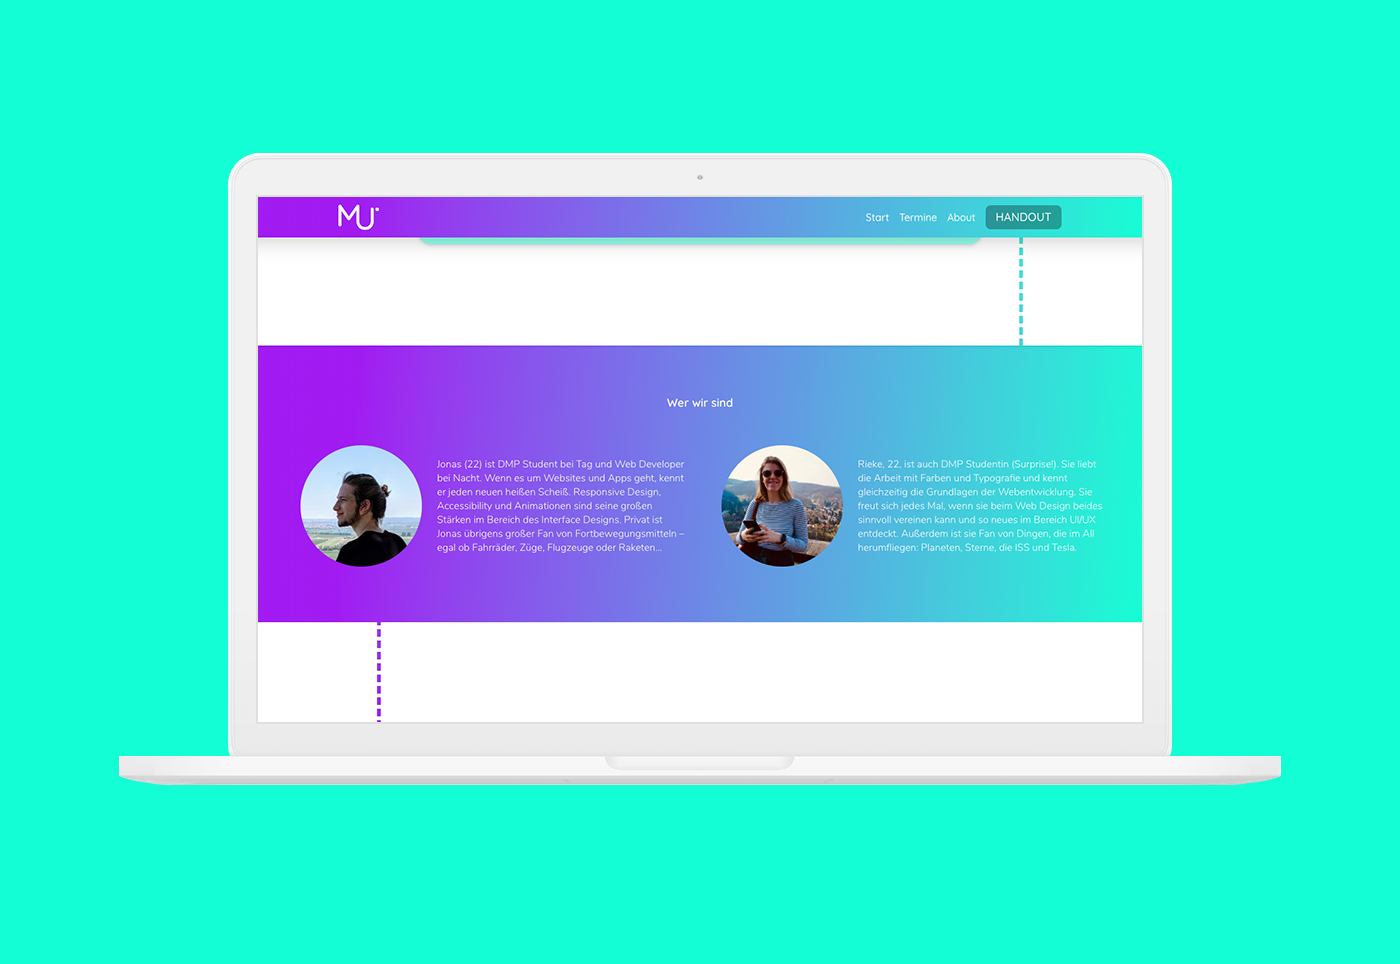 MU
Start Termine About HANDOUT
Wer wir sind
Jonas (22) ist DMP Student bei Tag und Web Developer
bei Nacht. Wenn es um Websites und Apps geht, kennt
er jeden neuen heißen Scheiß. Responsive Design,
Accessibility und Animationen sind seine großen
Stärken im Bereich des Interface Designs. Privat ist
Jonas übrigens großer Fan von Fortbewegungsmitteln –
egal ob Fahrräder, Züge, Flugzeuge oder Raketen...
Rieke, 22, ist auch DMP Studentin (Surprise!). Sie liebt
die Arbeit mit Farben und Typografie und kennt
gleichzeitig die Grundlagen der Webentwicklung. Sie
freut sich jedes Mal, wenn sie beim Web Design beides
sinnvoll vereinen kann und so neues im Bereich UI/UX
entdeckt. Außerdem ist sie Fan von Dingen, die im All
herumfliegen: Planeten, Sterne, die ISS und Tesla.